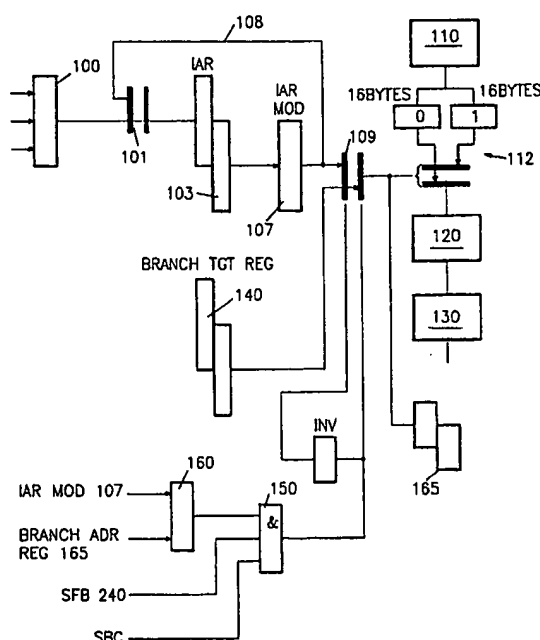 108
110
100
IAR
IAR
MOD
16BYTES
16BYTES
0
1
101
109
112
103
107
120
BRANCH TGT REG
140
130
INV
160
150
165
IAR MOD 107
&
BRANCH ADR
REG 165
SFB 240
SBC